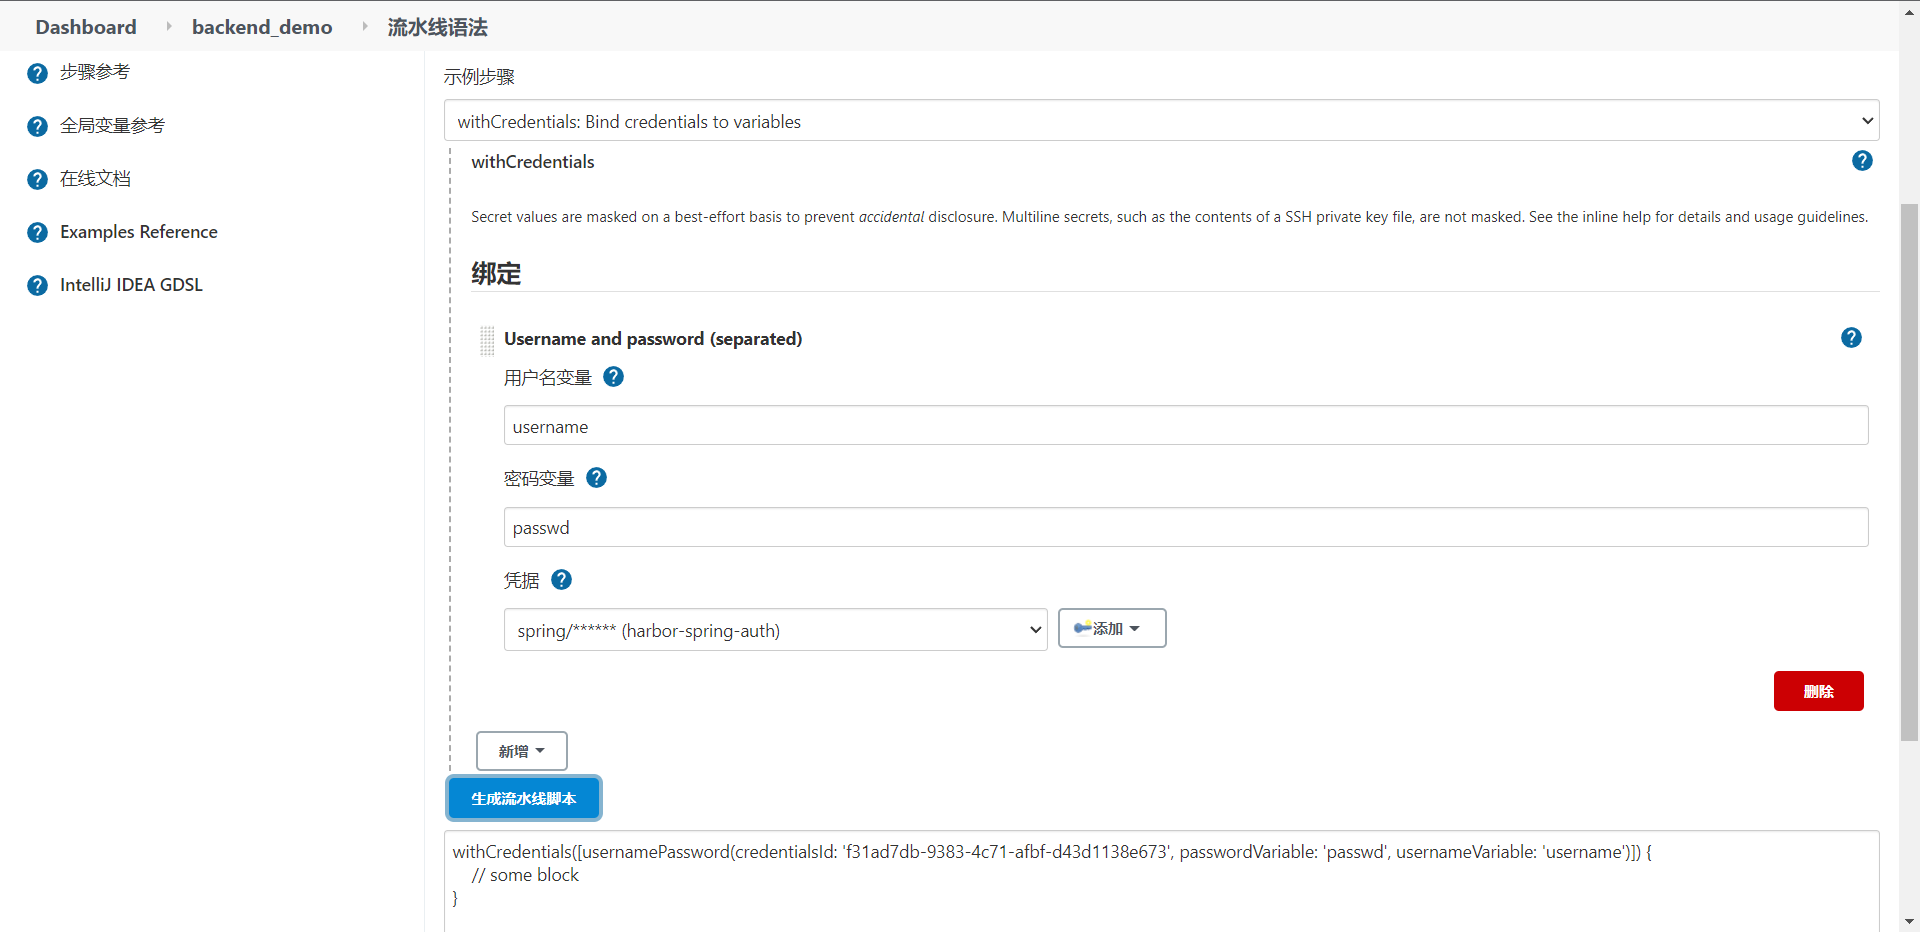 Dashboard
backend_demo
流水线语法
步骤参考
全局变量参考
在线文档
Examples Reference
IntelliJ IDEA GDSL
示例步骤
withCredentials: Bind credentials to variables
withCredentials
Secret values are masked on a best-effort basis to prevent accidental disclosure. Multiline secrets, such as the contents of a SSH private key file, are not masked. See the inline help for details and usage guidelines.
绑定
Username and password (separated)
用户名变量
username
密码变量
passwd
凭据
spring/****** (harbor-spring-auth)
添加
删除
新增
生成流水线脚本
withCredentials([usernamePassword(credentialsId: 'f31ad7db-9383-4c71-afbf-d43d1138e673', passwordVariable: 'passwd', usernameVariable: 'username')]) {
// some block
}